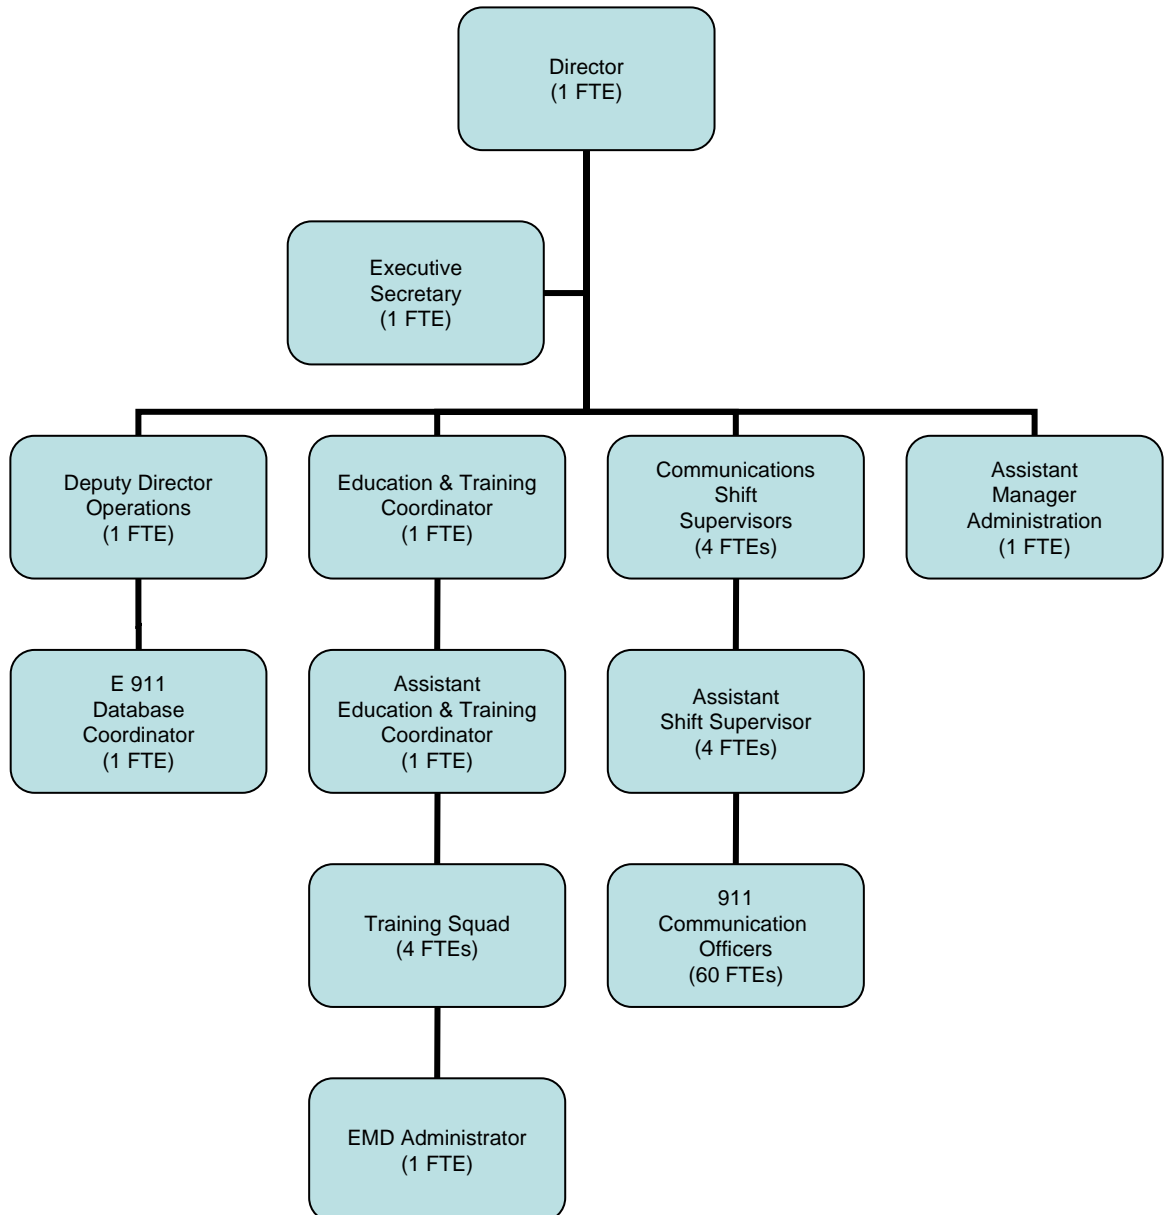 Director
(1 FTE)
Executive
Secretary
(1 FTE)
Deputy Director
Operations
(1 FTE)
Education & Training
Coordinator
(1 FTE)
Communications
Shift
Supervisors
(4 FTEs)
Assistant
Manager
Administration
(1 FTE)
E 911
Database
Coordinator
(1 FTE)
Assistant
Education & Training
Coordinator
(1 FTE)
Assistant
Shift Supervisor
(4 FTEs)
Training Squad
(4 FTEs)
911
Communication
Officers
(60 FTEs)
EMD Administrator
(1 FTE)